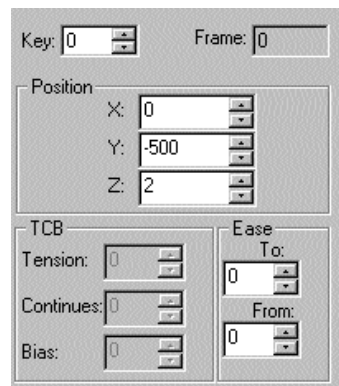 Key: 0 Frame: 0
Position
X: 0
Y: -500
Z: 2
TCB Ease
Tension: 0 To:
0
Continues: 0 From:
0
Bias: 0